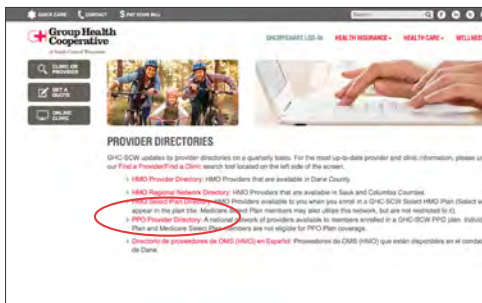 QUICK CARE CONTACT $ PAY YOUR BILL Search
Group Health
Cooperative
of South Central Wisconsin
GHCMYCHART LOG-IN HEALTH INSURANCE HEALTH CARE WELLNES
CLINIC OR
PROVIDER
GET A
QUOTE
ONLINE
CLINIC
PROVIDER DIRECTORIES
GHC-SCW updates its provider directories on a quarterly basis. For the most up-to-date provider and clinic information, please u
our Find a Provider/Find a Clinic search tool located on the left side of the screen.
HMO Provider Directory: HMO Providers that are available in Dane County.
HMO Regional Network Directory: HMO Providers that are available in Sauk and Columbia Counties.
HMO Select Plan Directory: HMO Providers available to you when you enroll in a GHC-SCW Select HMO Plan (Select w
appear in the plan title. Medicare Select Plan members may also utilize this network, but are not restricted to it).
PPO Provider Directory: A national network of providers available to members enrolled in a GHC-SCW PPO plan. Individ
Plan and Medicare Select Plan members are not eligible for PPO Plan coverage.
Directorio de proveedores de OMS (HMO) en Español: Proveedores de OMS (HMO) que están disponibles en el condad
de Dane.